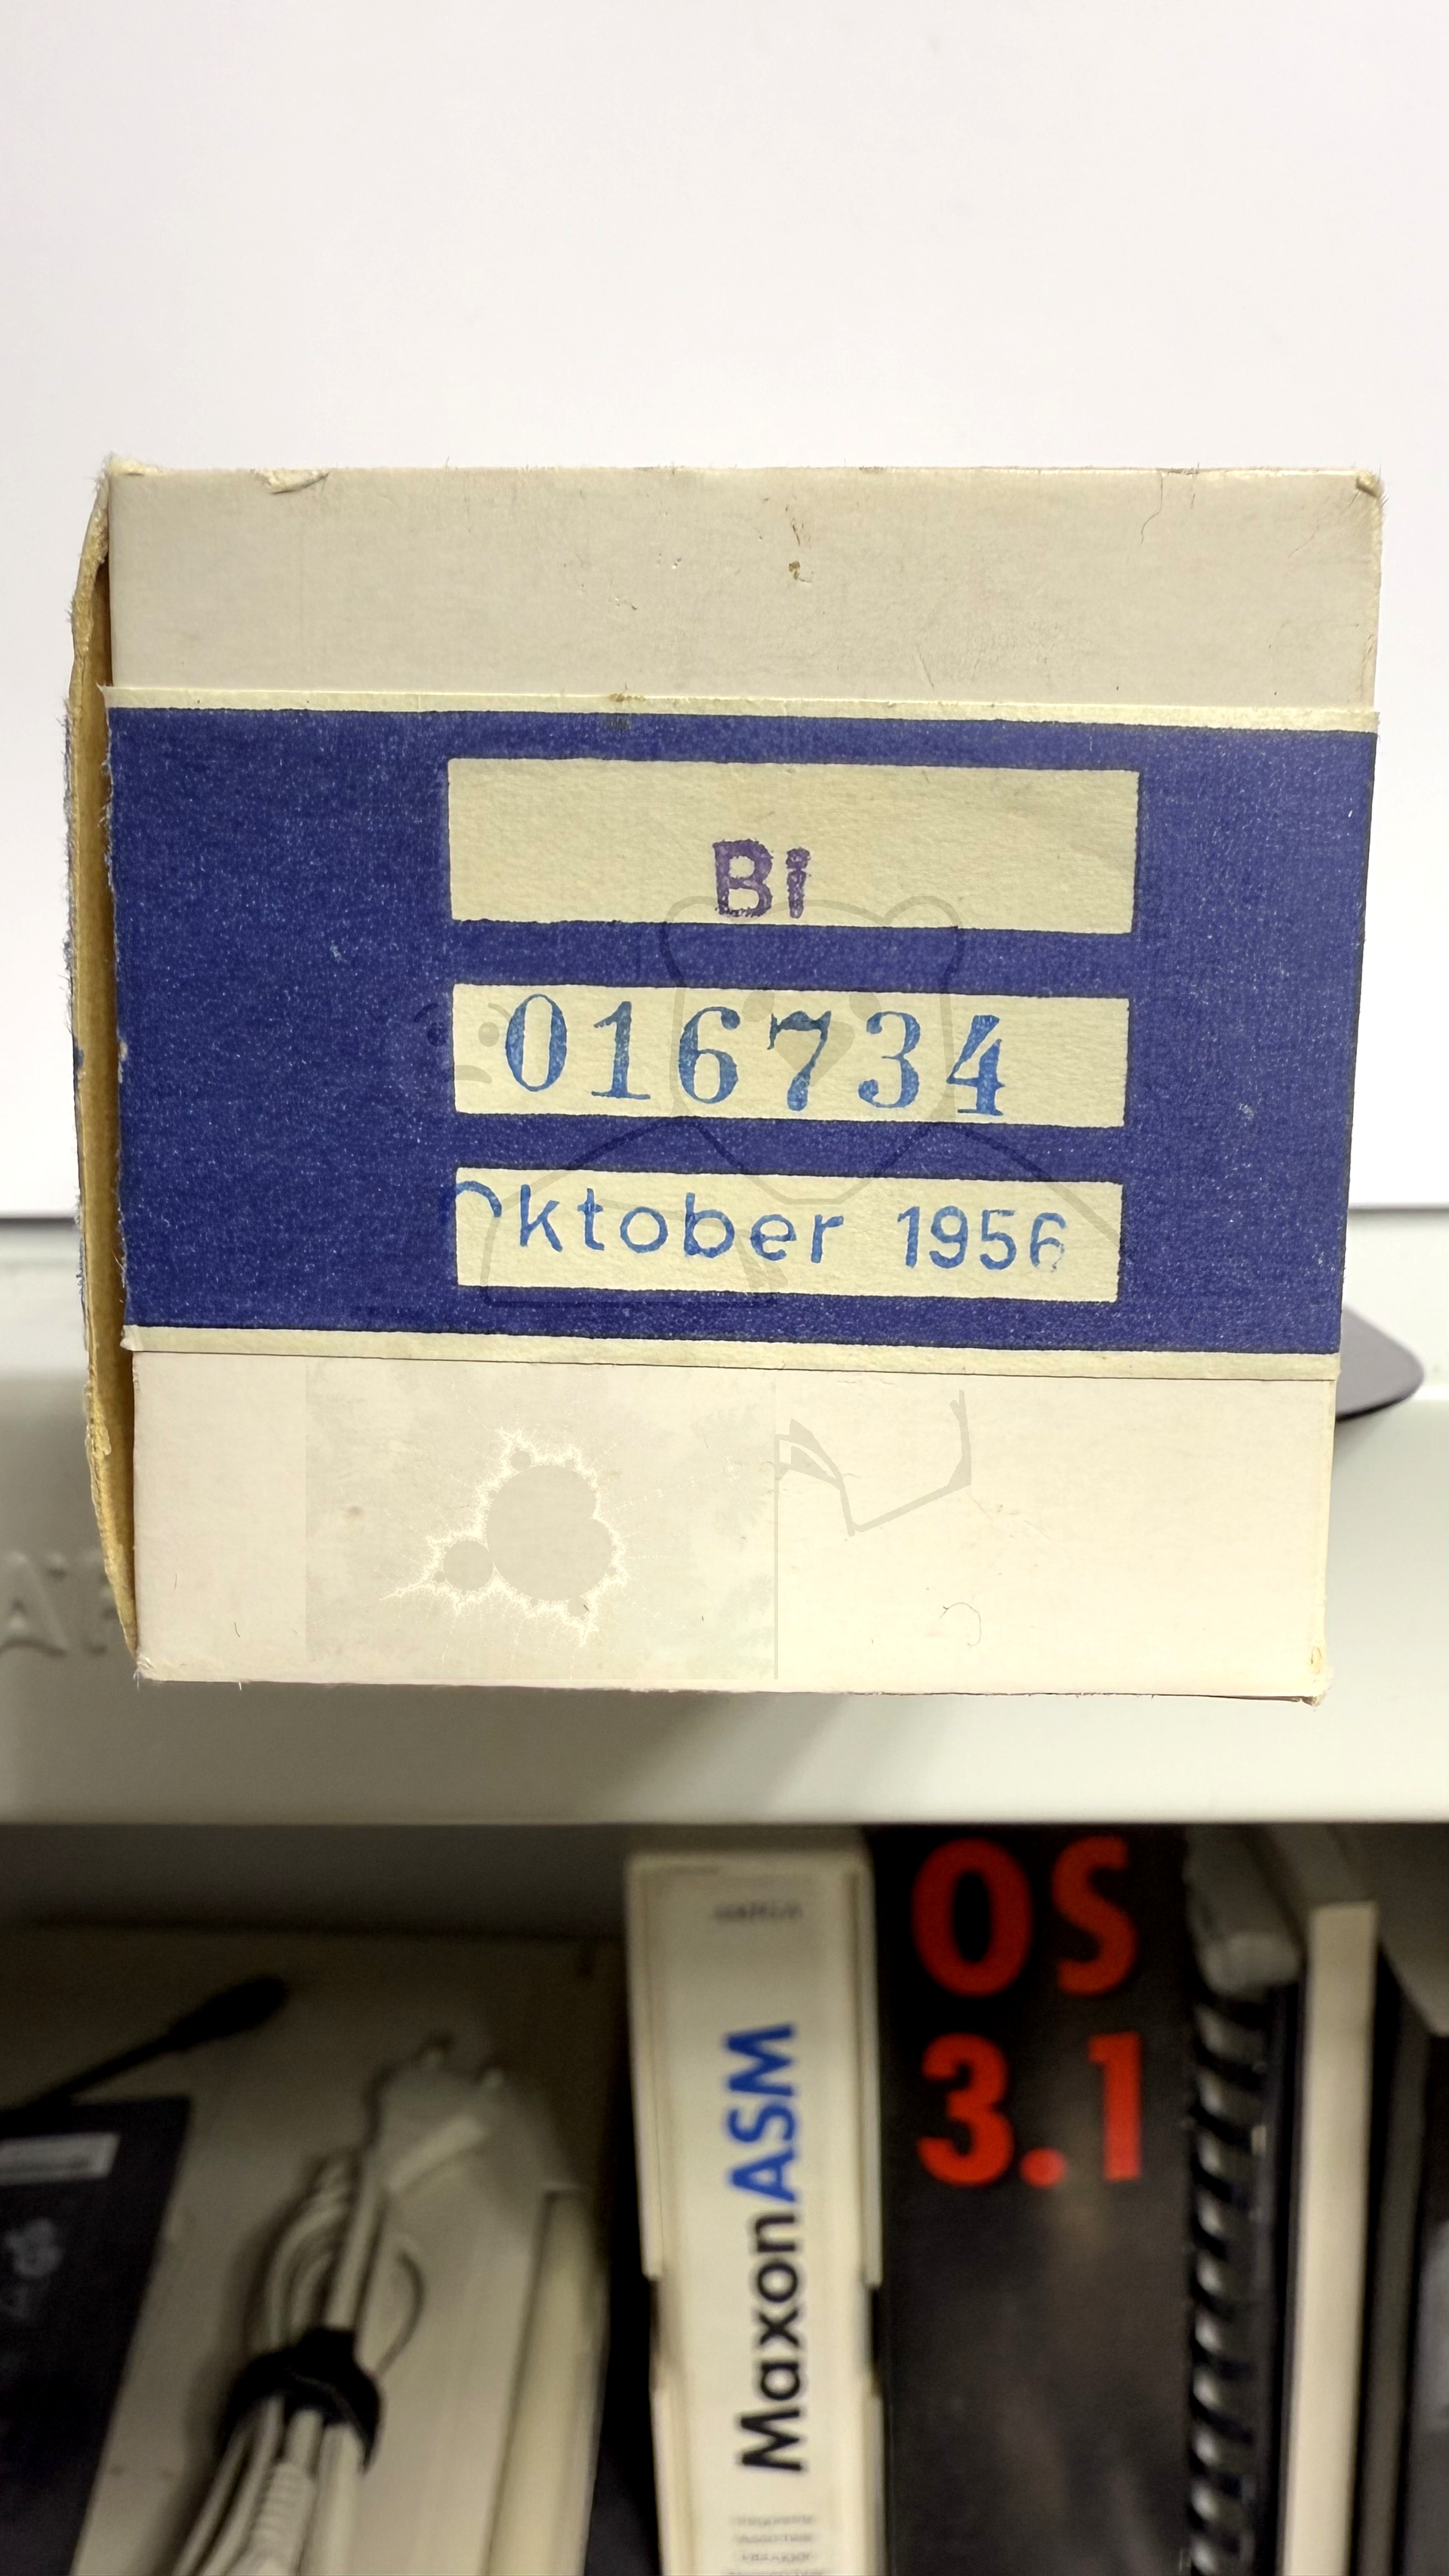 Bi
016734
Oktober 1956
OS
3.1
MaxonASM